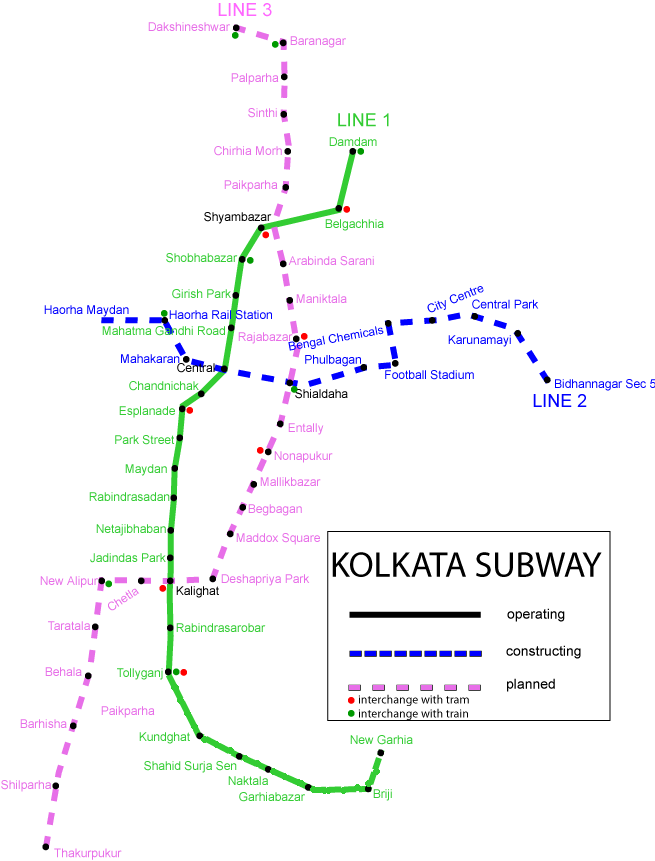 LINE 3
Dakshineshwar
Baranagar
Palparha
Sinthi
LINE 1
Damdam
Chirhia Morh
Paikparha
Shyambazar
Belgachhia
Shobhabazar
Arabinda Sarani
Girish Park
Maniktala
Haorha Maydan
Haorha Rail Station
Mahatma Gandhi Road
Rajabazar
Bengal Chemicals
City Centre
Central Park
Karunamayi
Mahakaran
Central
Phulbagan
Football Stadium
Chandnichak
Shialdaha
Bidhannagar Sec 5
LINE 2
Esplanade
Entally
Park Street
Nonapukur
Maydan
Mallikbazar
Rabindrasadan
Begbagan
Netajibhaban
Maddox Square
Jadindas Park
New Alipur
Chetla
Kalighat
Deshapriya Park
Taratala
Rabindrasarobar
Behala
Tollyganj
Paikparha
Barhisha
Kundghat
New Garhia
Shahid Surja Sen
Naktala
Shilparha
Garhiabazar
Briji
Thakurpukur
KOLKATA SUBWAY
operating
constructing
planned
interchange with tram
interchange with train